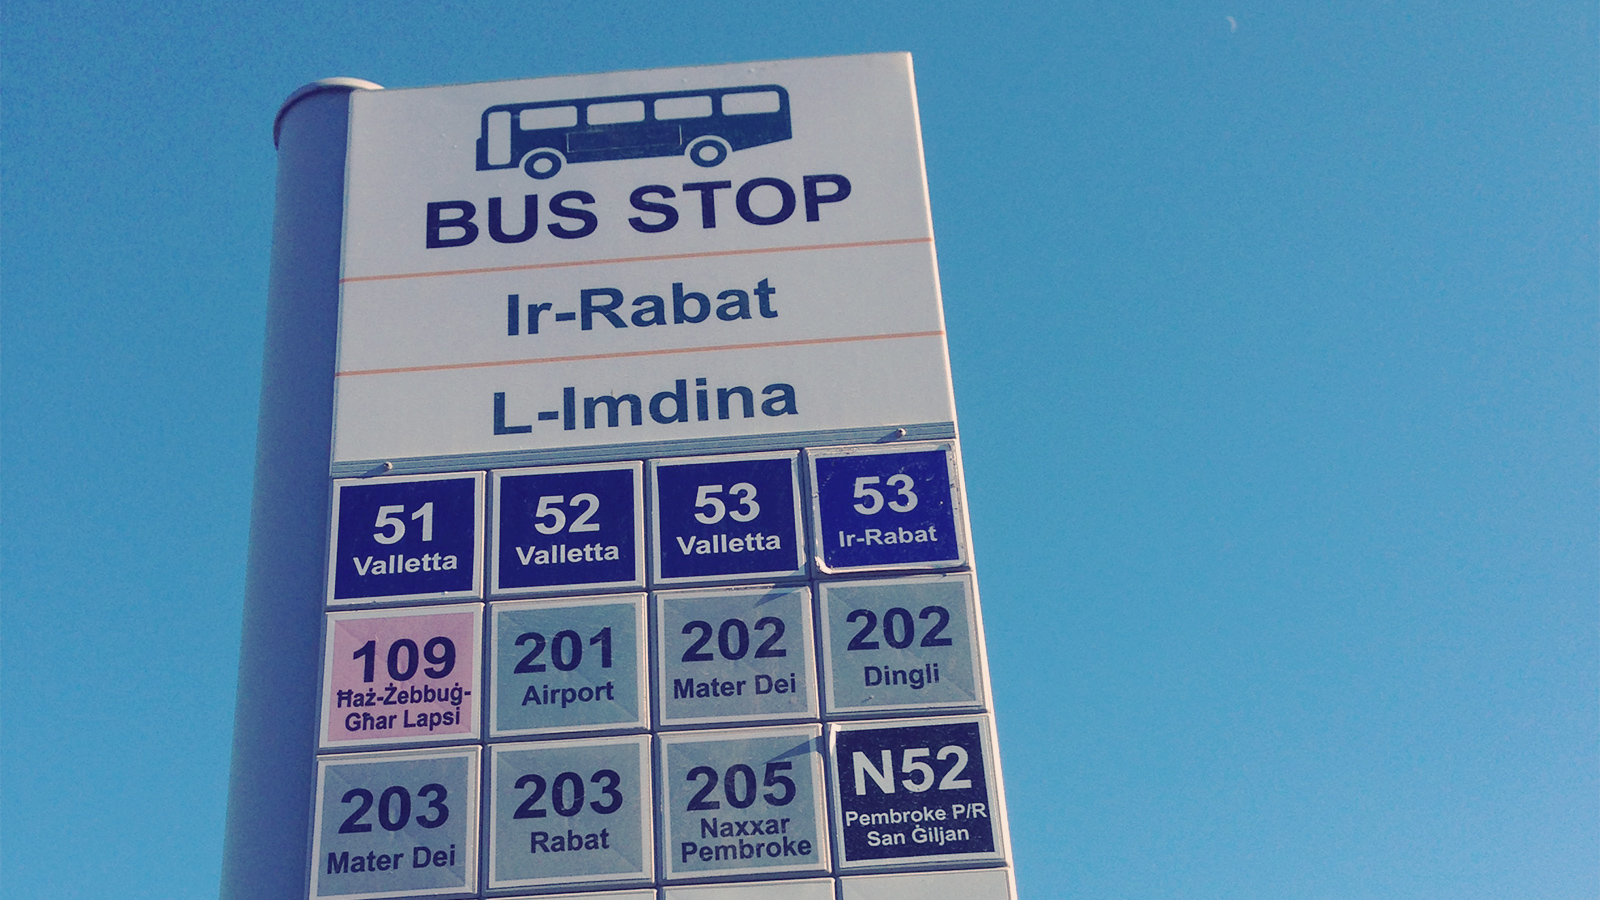 BUS STOP
Ir-Rabat
L-Imdina
51
Valletta
52
Valletta
53
Valletta
53
Ir-Rabat
109
Ħaż-Żebbuġ-
Għar Lapsi
201
Airport
202
Mater Dei
202
Dingli
203
Mater Dei
203
Rabat
205
Naxxar
Pembroke
N52
Pembroke P/R
San Ġiljan